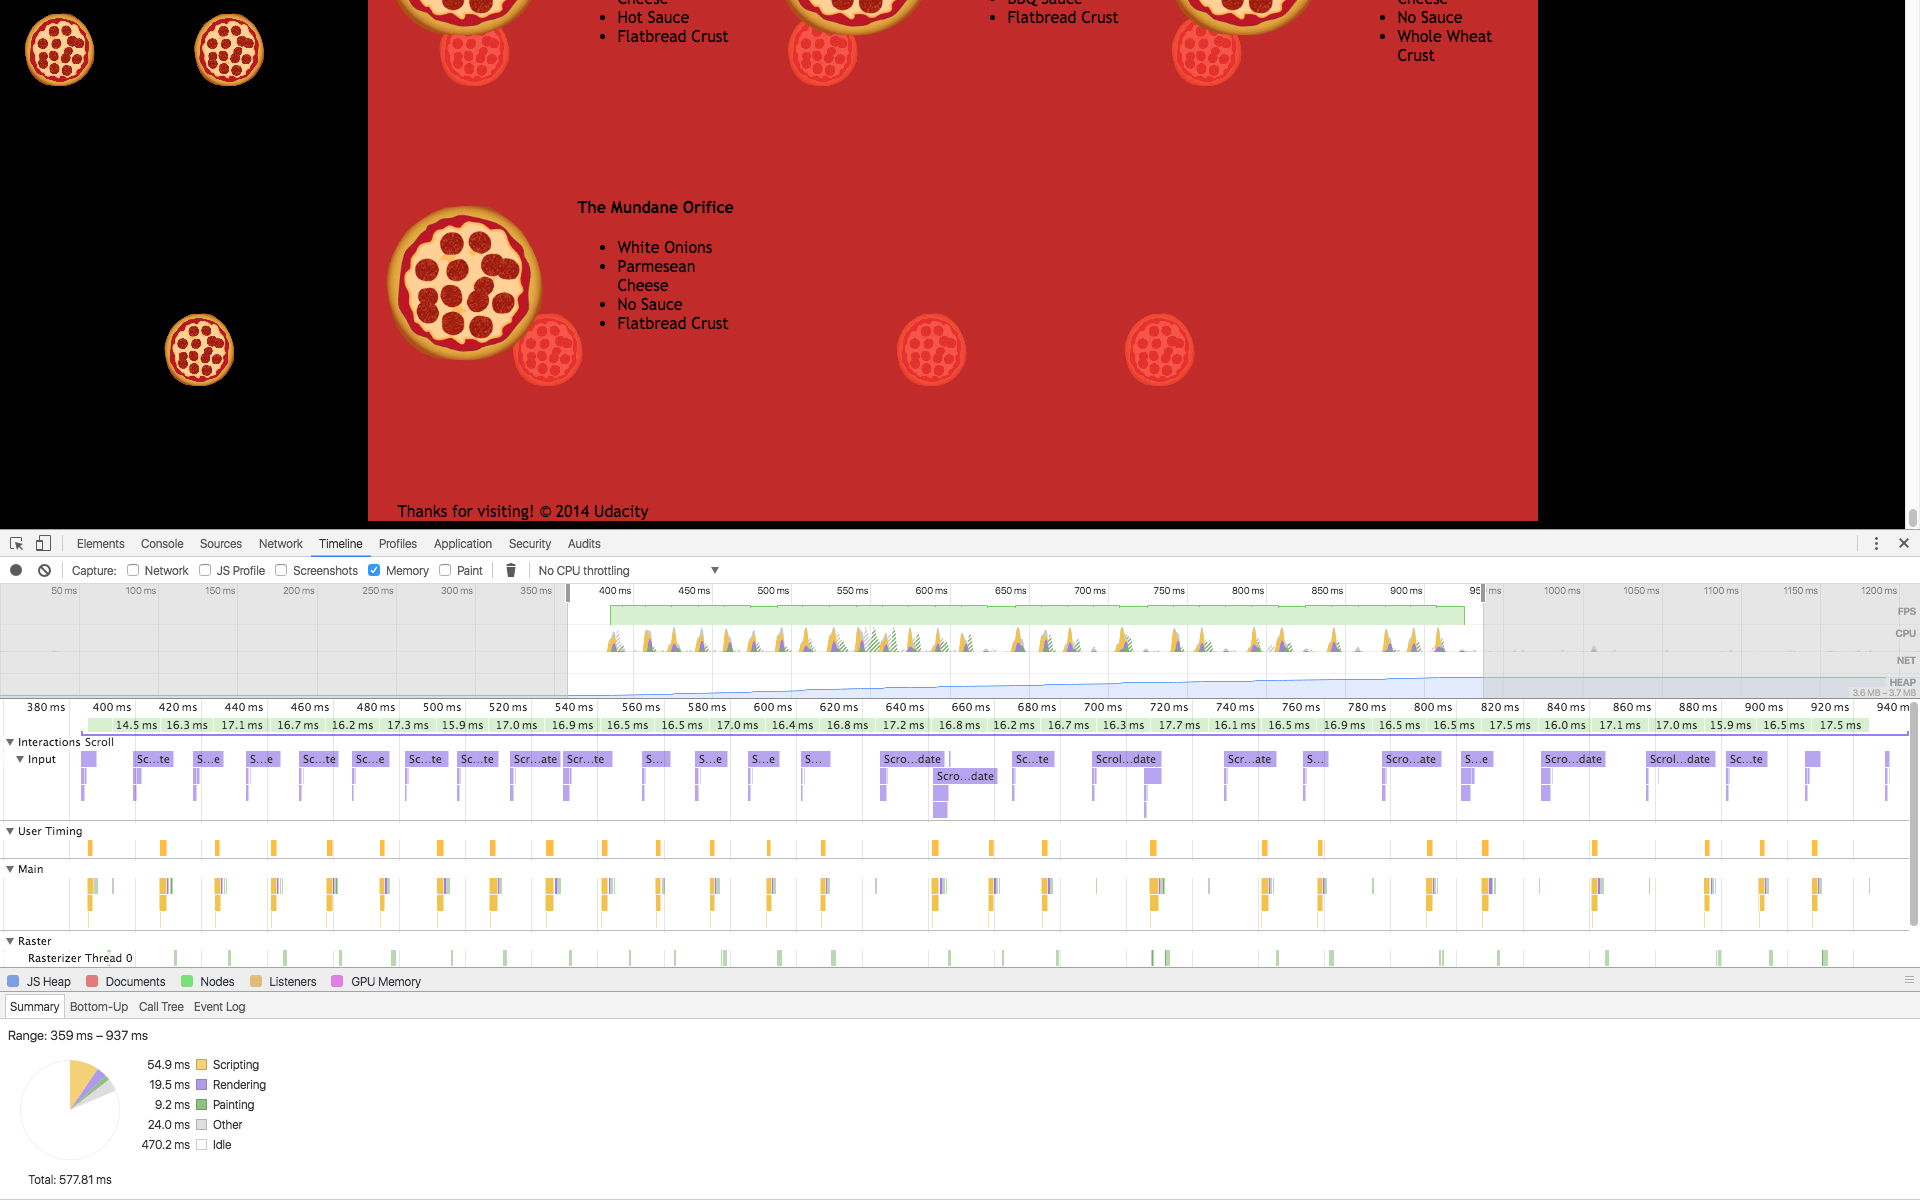 Cheese
Hot Sauce
Flatbread Crust
BBQ Sauce
Flatbread Crust
Cheese
No Sauce
Whole Wheat
Crust
The Mundane Orifice
White Onions
Parmesean
Cheese
No Sauce
Flatbread Crust
Thanks for visiting! © 2014 Udacity
Elements Console Sources Network Timeline Profiles Application Security Audits
Capture: Network JS Profile Screenshots Memory Paint No CPU throttling
50 ms 100 ms 150 ms 200 ms 250 ms 300 ms 350 ms 400 ms 450 ms 500 ms 550 ms 600 ms 650 ms 700 ms 750 ms 800 ms 850 ms 900 ms 95 ms 1000 ms 1050 ms 1100 ms 1150 ms 1200 ms
FPS
CPU
NET
HEAP
3.6 MB – 3.7 MB
380 ms 400 ms 420 ms 440 ms 460 ms 480 ms 500 ms 520 ms 540 ms 560 ms 580 ms 600 ms 620 ms 640 ms 660 ms 680 ms 700 ms 720 ms 740 ms 760 ms 780 ms 800 ms 820 ms 840 ms 860 ms 880 ms 900 ms 920 ms 940 m
14.5 ms 16.3 ms 17.1 ms 16.7 ms 16.2 ms 17.3 ms 15.9 ms 17.0 ms 16.9 ms 16.5 ms 16.5 ms 17.0 ms 16.4 ms 16.8 ms 17.2 ms 16.8 ms 16.2 ms 16.7 ms 16.3 ms 17.7 ms 16.1 ms 16.5 ms 16.9 ms 16.5 ms 16.5 ms 17.5 ms 16.0 ms 17.1 ms 17.0 ms 15.9 ms 16.5 ms 17.5 ms
Interactions Scroll
Input Sc...te S...e S...e Sc...te Sc...e Sc...te Sc...te Scr...ate Scr...te S... S...e S...e S... Scro...date Sc...te Scrol...date Scr...ate S... Scro...ate S...e Scro...date Scrol...date Sc...te
Scro...date
User Timing
Main
Raster
Rasterizer Thread 0
JS Heap Documents Nodes Listeners GPU Memory
Summary Bottom-Up Call Tree Event Log
Range: 359 ms – 937 ms
54.9 ms Scripting
19.5 ms Rendering
9.2 ms Painting
24.0 ms Other
470.2 ms Idle
Total: 577.81 ms